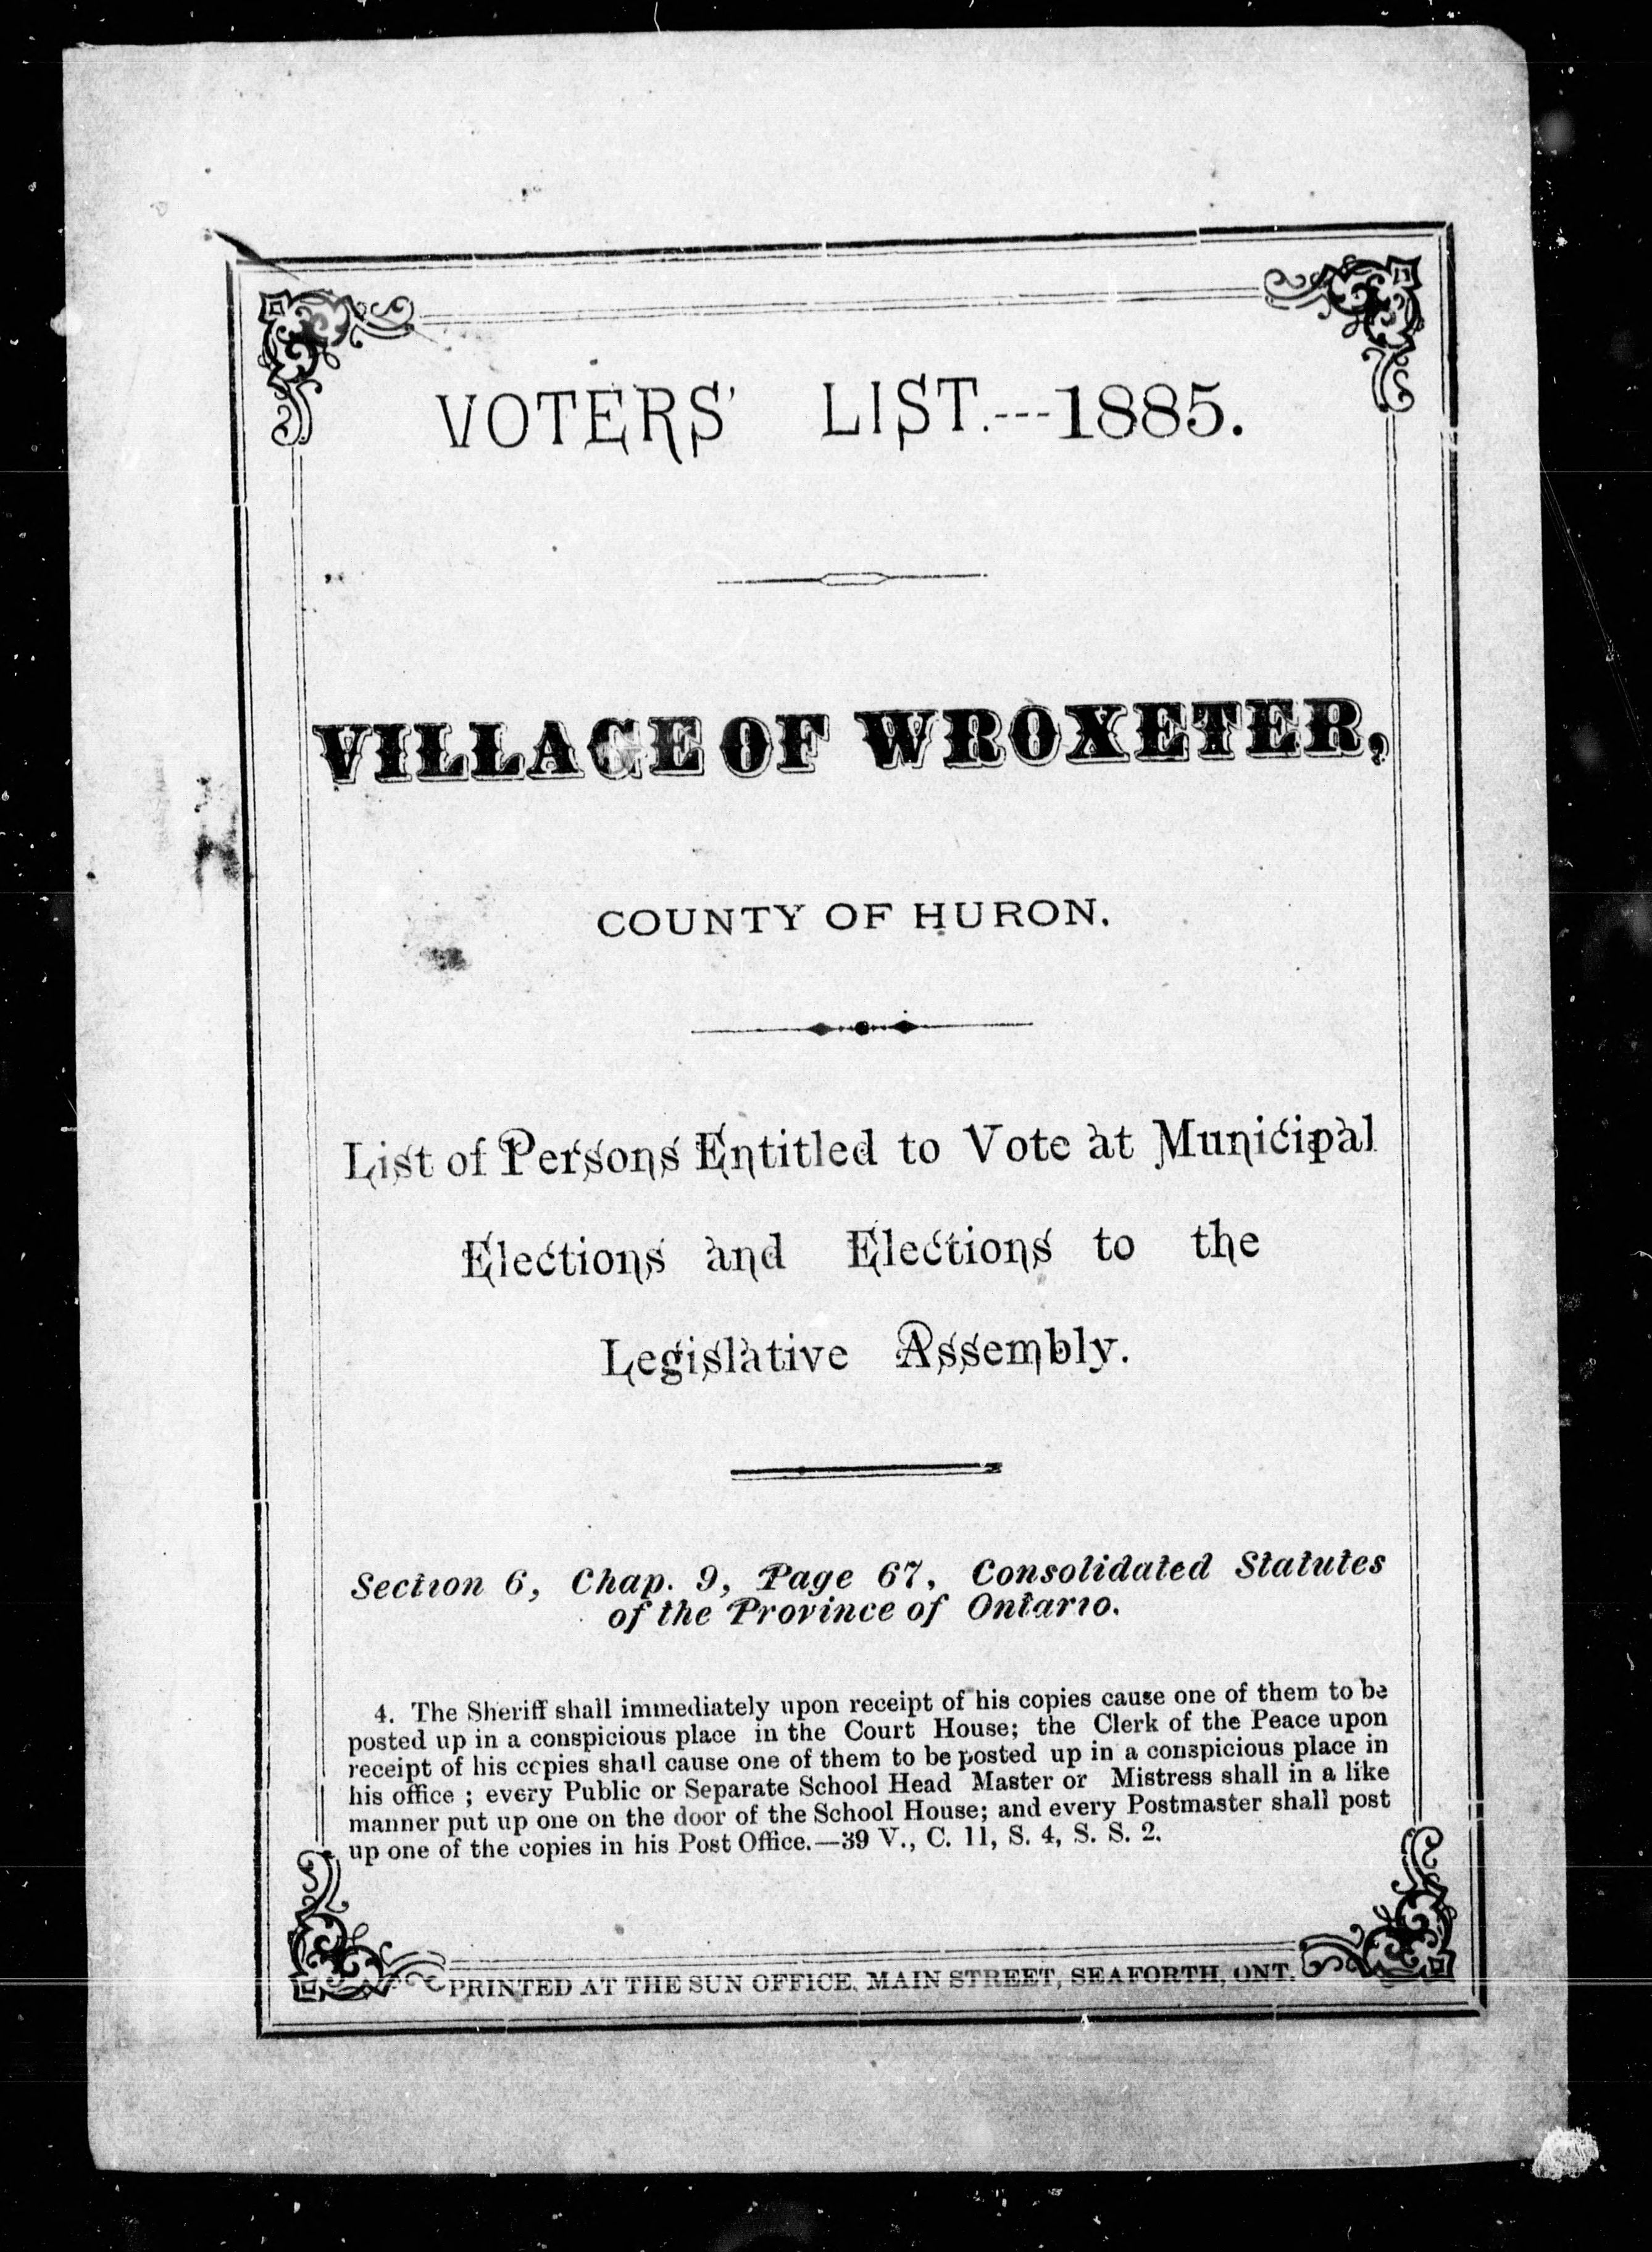 VOTERS' LIST.---1885.
VILLAGE OF WROXETER,
COUNTY OF HURON.
List of Persons Entitled to Vote at Municipal
Elections and Elections to the
Legislative Assembly.
Section 6, Chap. 9, Page 67, Consolidated Statutes
of the Province of Ontario.
4. The Sheriff shall immediately upon receipt of his copies cause one of them to be
posted up in a conspicious place in the Court House; the Clerk of the Peace upon
receipt of his copies shall cause one of them to be posted up in a conspicious place in
his office ; every Public or Separate School Head Master or Mistress shall in a like
manner put up one on the door of the School House; and every Postmaster shall post
up one of the copies in his Post Office.—39 V., C. 11, S. 4, S. S. 2.
PRINTED AT THE SUN OFFICE, MAIN STREET, SEAFORTH, ONT.